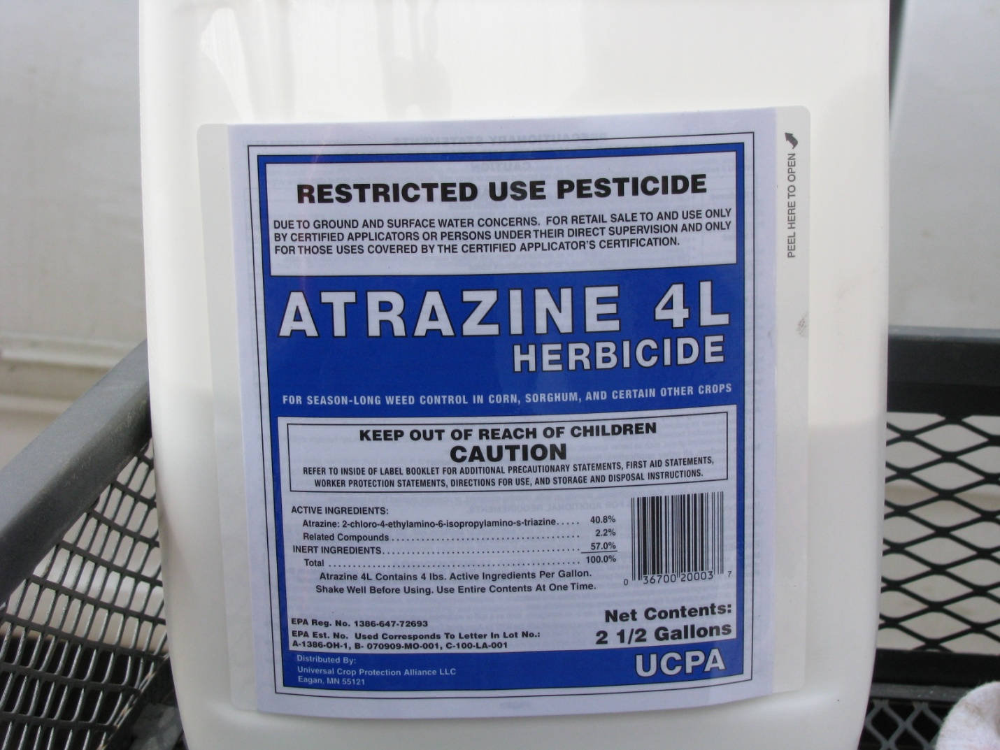 PEEL HERE TO OPEN
RESTRICTED USE PESTICIDE
DUE TO GROUND AND SURFACE WATER CONCERNS. FOR RETAIL SALE TO AND USE ONLY
BY CERTIFIED APPLICATORS OR PERSONS UNDER THEIR DIRECT SUPERVISION AND ONLY
FOR THOSE USES COVERED BY THE CERTIFIED APPLICATOR'S CERTIFICATION.
ATRAZINE 4L
HERBICIDE
FOR SEASON-LONG WEED CONTROL IN CORN, SORGHUM, AND CERTAIN OTHER CROPS
KEEP OUT OF REACH OF CHILDREN
CAUTION
REFER TO INSIDE OF LABEL BOOKLET FOR ADDITIONAL PRECAUTIONARY STATEMENTS, FIRST AID STATEMENTS,
WORKER PROTECTION STATEMENTS, DIRECTIONS FOR USE, AND STORAGE AND DISPOSAL INSTRUCTIONS.
ACTIVE INGREDIENTS:
Atrazine: 2-chloro-4-ethylamino-6-isopropylamino-s-triazine..... 40.8%
Related Compounds ........................................ 2.2%
INERT INGREDIENTS.......................................... 57.0%
Total ..................................................... 100.0%
Atrazine 4L Contains 4 lbs. Active Ingredients Per Gallon.
Shake Well Before Using. Use Entire Contents At One Time.
0 36700 20003 7
EPA Reg. No. 1386-647-72693
EPA Est. No. Used Corresponds To Letter In Lot No.:
A-1386-OH-1, B- 070909-MO-001, C-100-LA-001
Net Contents:
2 1/2 Gallons
Distributed By:
Universal Crop Protection Alliance LLC
Eagan, MN 55121
UCPA